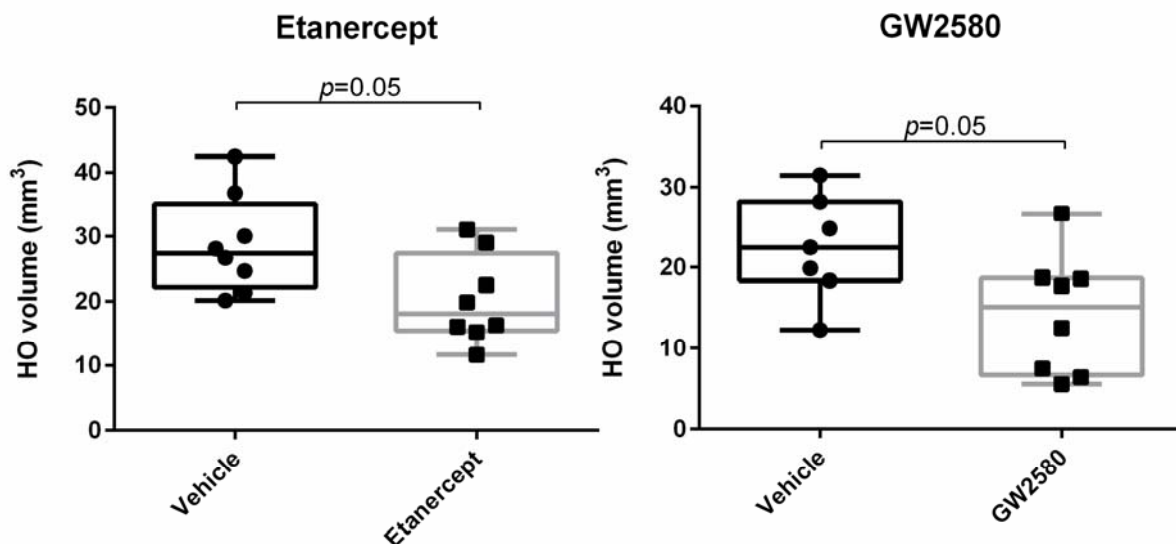 Etanercept
p=0.05
HO volume (mm³)
50
40
30
20
10
0
Vehicle
Etanercept
GW2580
p=0.05
HO volume (mm³)
40
30
20
10
0
Vehicle
GW2580